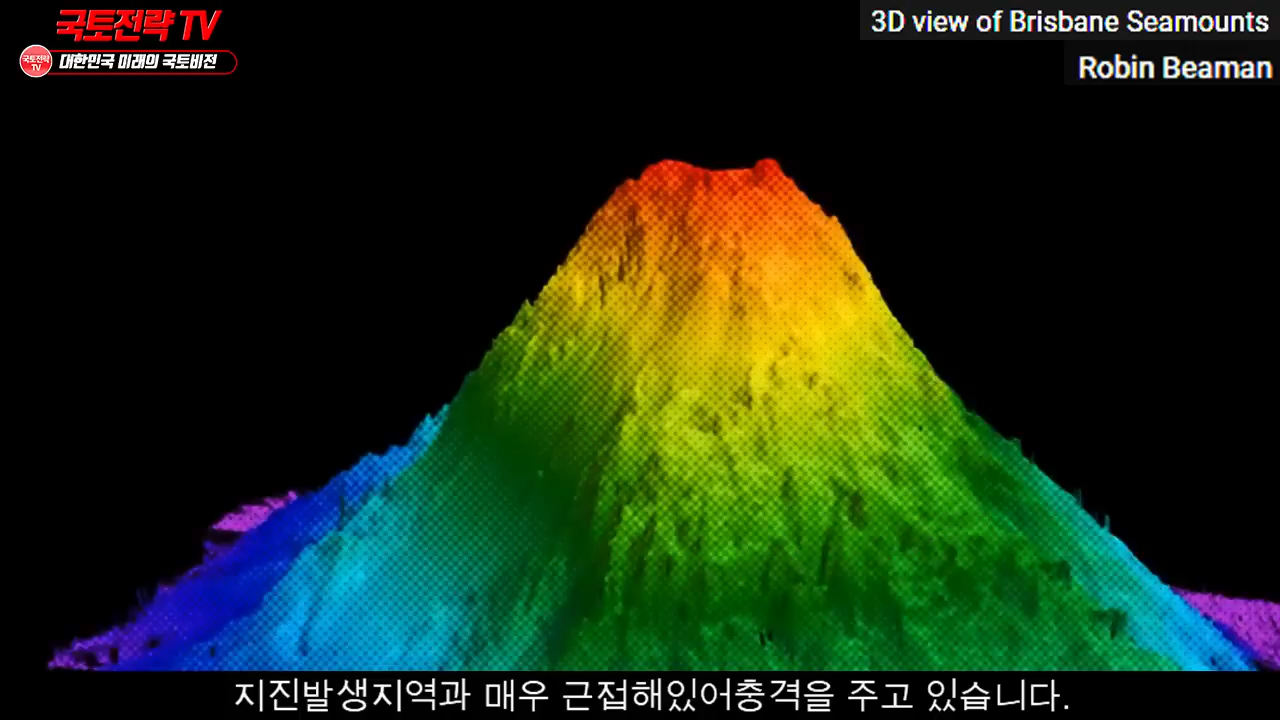 국토전략 TV
국토전략
TV
대한민국 미래의 국토비전
3D view of Brisbane Seamounts
Robin Beaman
지진발생지역과 매우 근접해있어충격을 주고 있습니다.